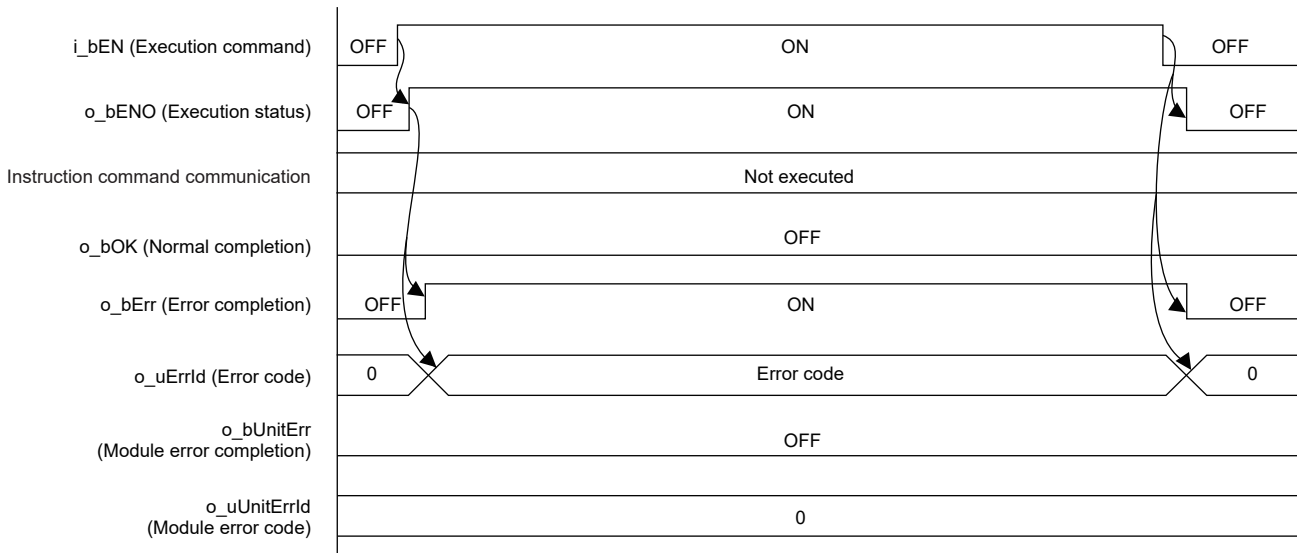 i_bEN (Execution command) OFF ON OFF
o_bENO (Execution status) OFF ON OFF
Instruction command communication Not executed
o_bOK (Normal completion) OFF
o_bErr (Error completion) OFF ON OFF
o_uErrId (Error code) 0 Error code 0
o_bUnitErr
(Module error completion) OFF
o_uUnitErrId
(Module error code) 0